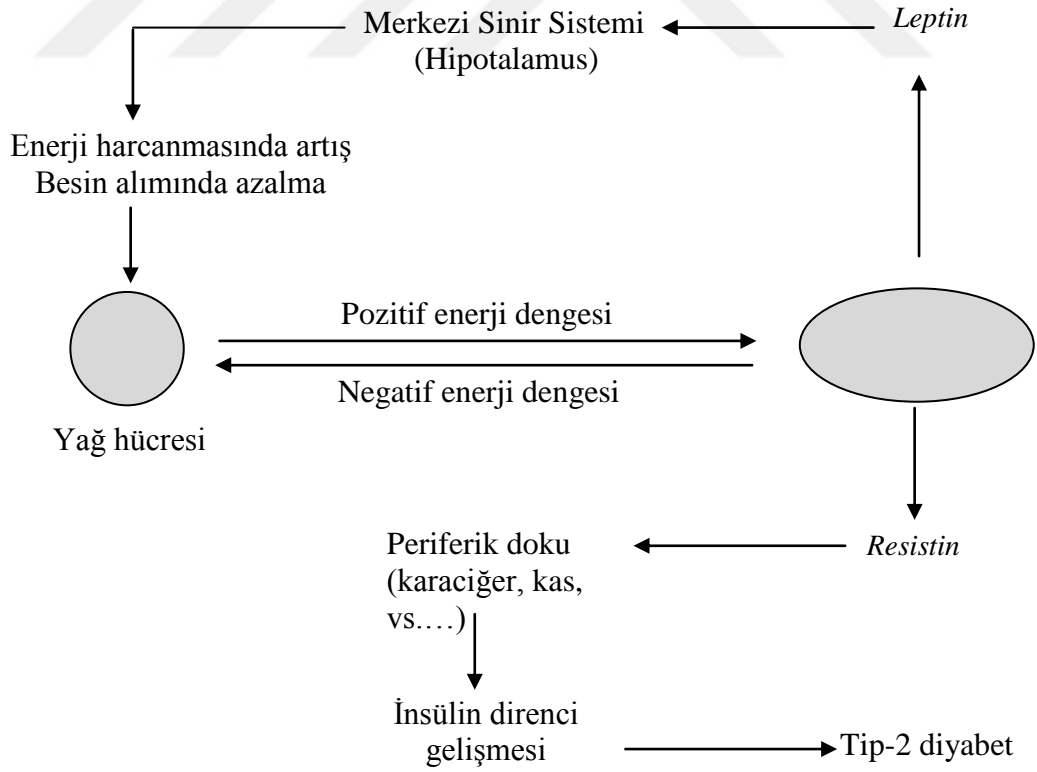 Merkezi Sinir Sistemi
(Hipotalamus)
Leptin
Enerji harcanmasında artış
Besin alımında azalma
Pozitif enerji dengesi
Negatif enerji dengesi
Yağ hücresi
Periferik doku
(karaciğer, kas,
vs.…)
Resistin
İnsülin direnci
gelişmesi
Tip-2 diyabet